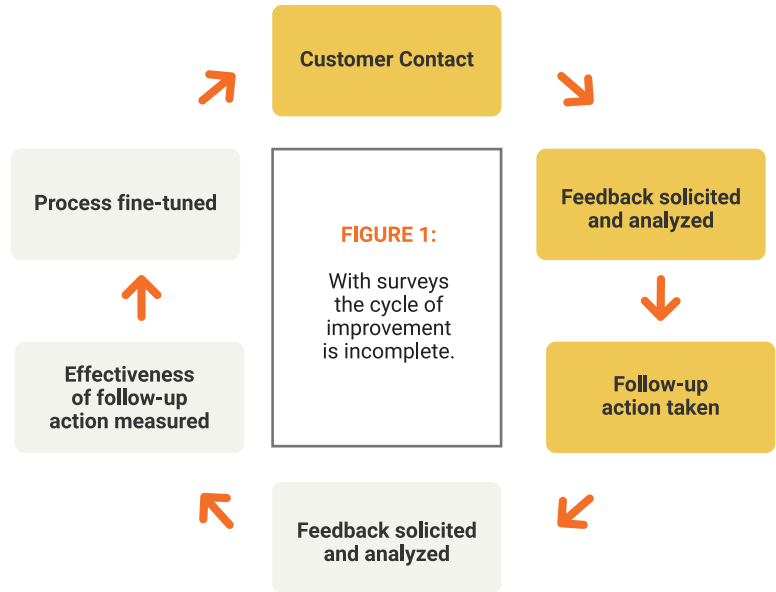 Customer Contact
Feedback solicited
and analyzed
Follow-up
action taken
Feedback solicited
and analyzed
Effectiveness
of follow-up
action measured
Process fine-tuned
FIGURE 1:
With surveys
the cycle of
improvement
is incomplete.